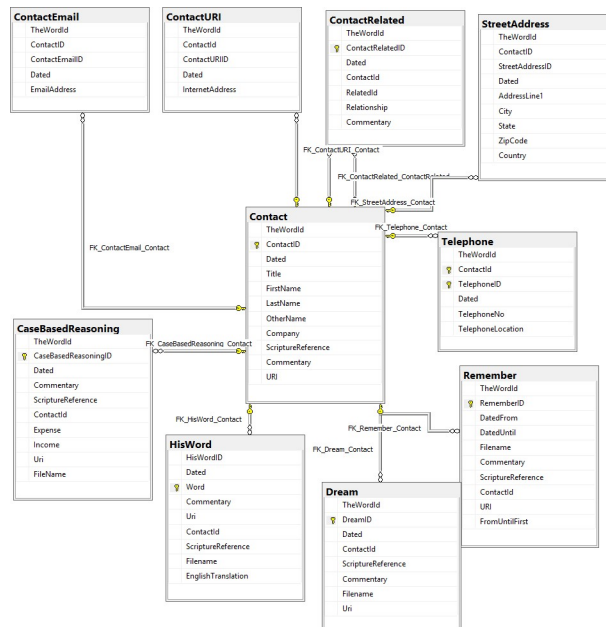 ContactEmail
TheWordId
ContactID
ContactEmailID
Dated
EmailAddress
ContactURI
TheWordId
ContactId
ContactURIID
Dated
InternetAddress
ContactRelated
TheWordId
ContactRelatedID
Dated
ContactId
RelatedId
Relationship
Commentary
StreetAddress
TheWordId
ContactID
StreetAddressID
Dated
AddressLine1
City
State
ZipCode
Country
FK_ContactURI_Contact
FK_ContactRelated_ContactRelated
FK_StreetAddress_Contact
FK_Telephone_Contact
FK_ContactEmail_Contact
Contact
TheWordId
ContactID
Dated
Title
FirstName
LastName
OtherName
Company
ScriptureReference
Commentary
URI
Telephone
TheWordId
ContactId
TelephoneID
Dated
TelephoneNo
TelephoneLocation
CaseBasedReasoning
TheWordId
CaseBasedReasoningID
Dated
Commentary
ScriptureReference
ContactId
Expense
Income
Uri
FileName
FK_CaseBasedReasoning_Contact
FK_HisWord_Contact
FK_Remember_Contact
FK_Dream_Contact
Remember
TheWordId
RememberID
DatedFrom
DatedUntil
Filename
Commentary
ScriptureReference
ContactId
URI
FromUntilFirst
HisWord
HisWordID
Dated
Word
Commentary
Uri
ContactId
ScriptureReference
Filename
EnglishTranslation
Dream
TheWordId
DreamID
Dated
ContactId
ScriptureReference
Commentary
Filename
Uri